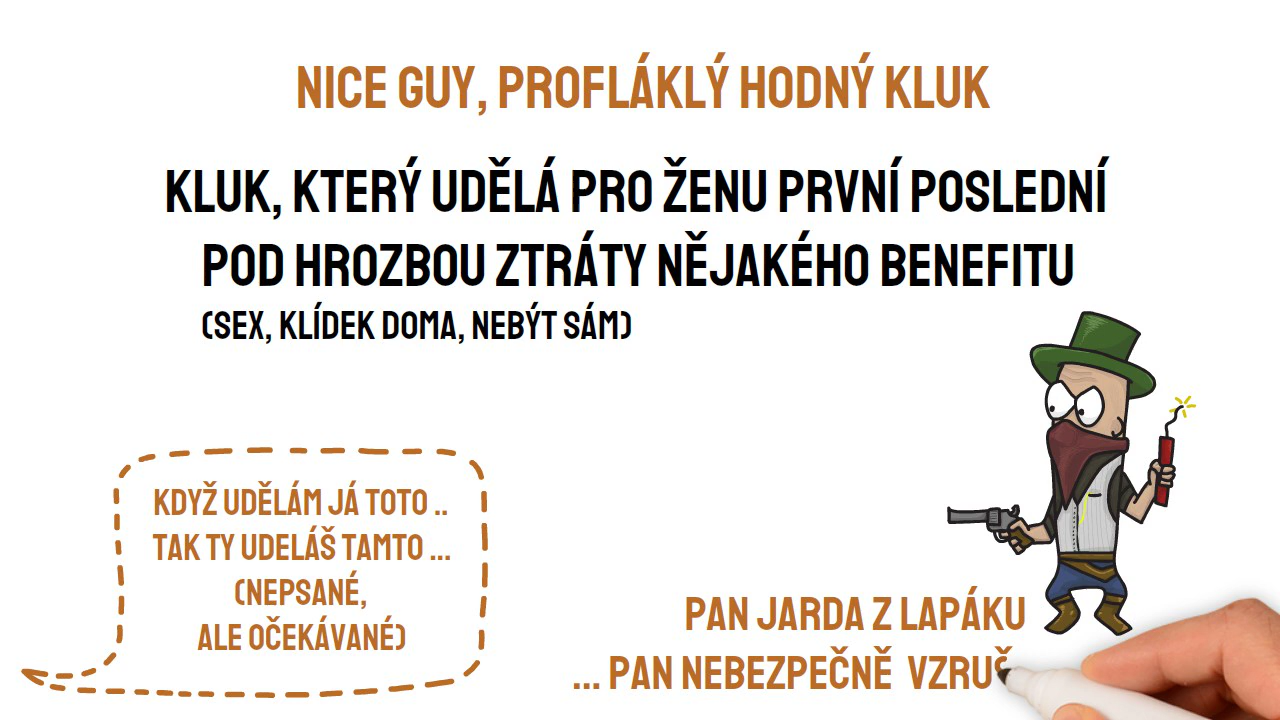 NICE GUY, PROFLÁKLÝ HODNÝ KLUK
KLUK, KTERÝ UDĚLÁ PRO ŽENU PRVNÍ POSLEDNÍ
POD HROZBOU ZTRÁTY NĚJAKÉHO BENEFITU
(SEX, KLÍDEK DOMA, NEBÝT SÁM)
KDYŽ UDĚLÁM JÁ TOTO ..
TAK TY UDELÁŠ TAMTO ...
(NEPSANÉ,
ALE OČEKÁVANÉ)
PAN JARDA Z LAPÁKU
... PAN NEBEZPEČNĚ VZRUŠ